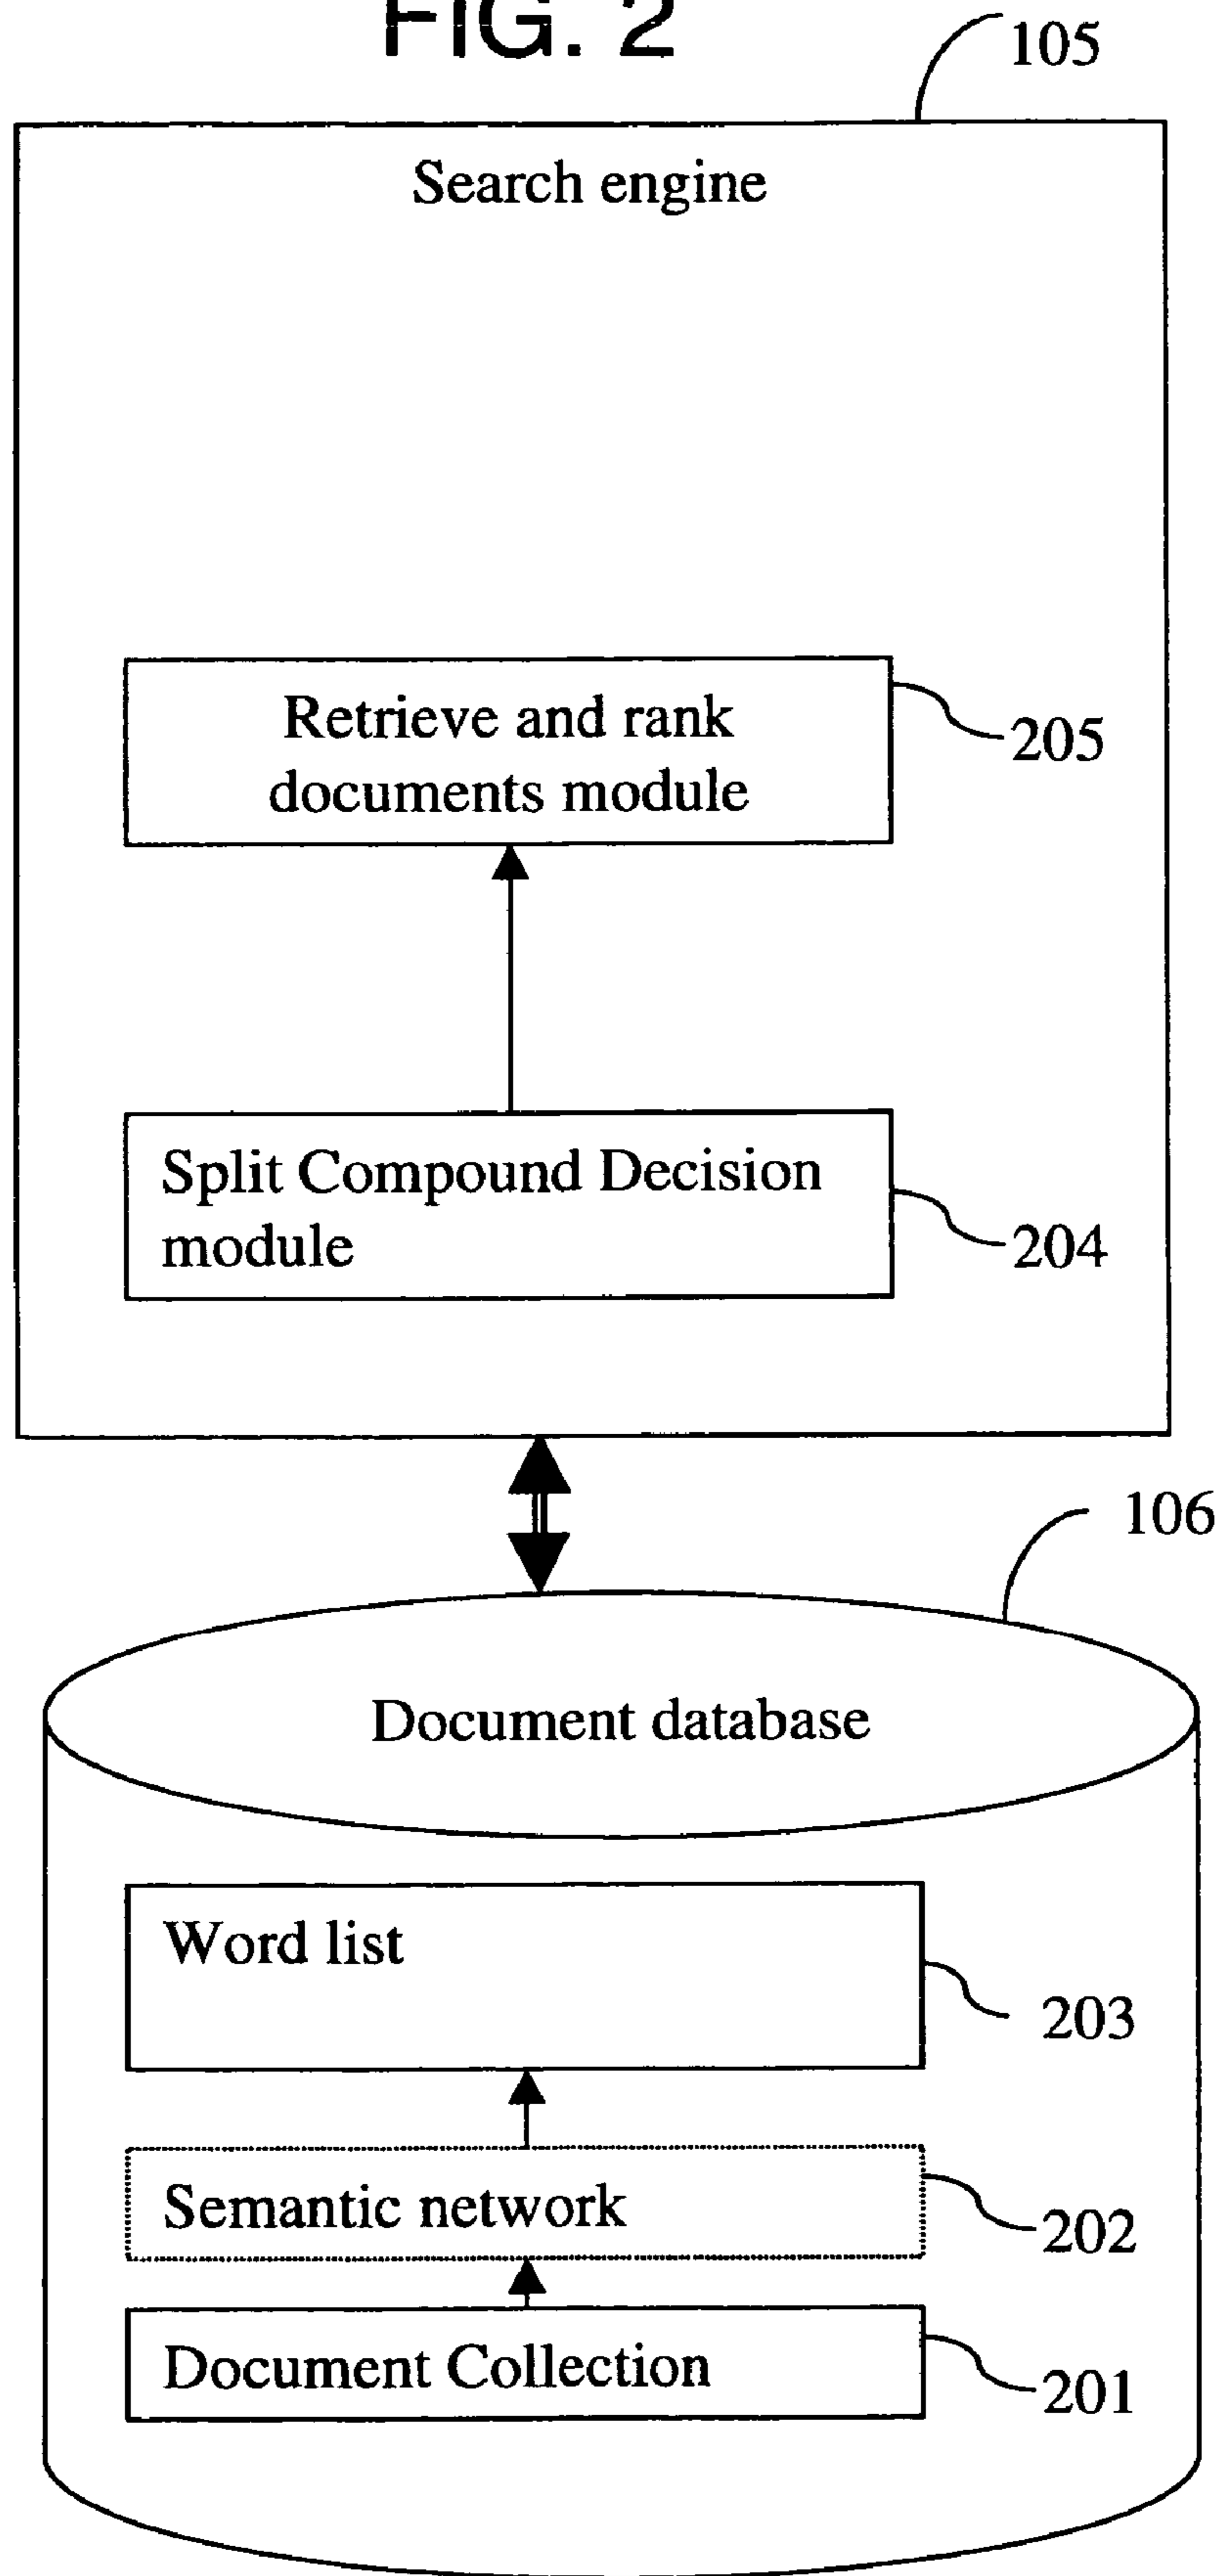 FIG. 2
105
Search engine
Retrieve and rank
documents module
205
Split Compound Decision
module
204
106
Document database
Word list
203
Semantic network
202
Document Collection
201